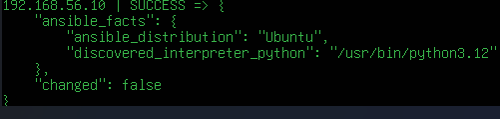 192.168.56.10 | SUCCESS => {
    "ansible_facts": {
        "ansible_distribution": "Ubuntu",
        "discovered_interpreter_python": "/usr/bin/python3.12"
    },
    "changed": false
}